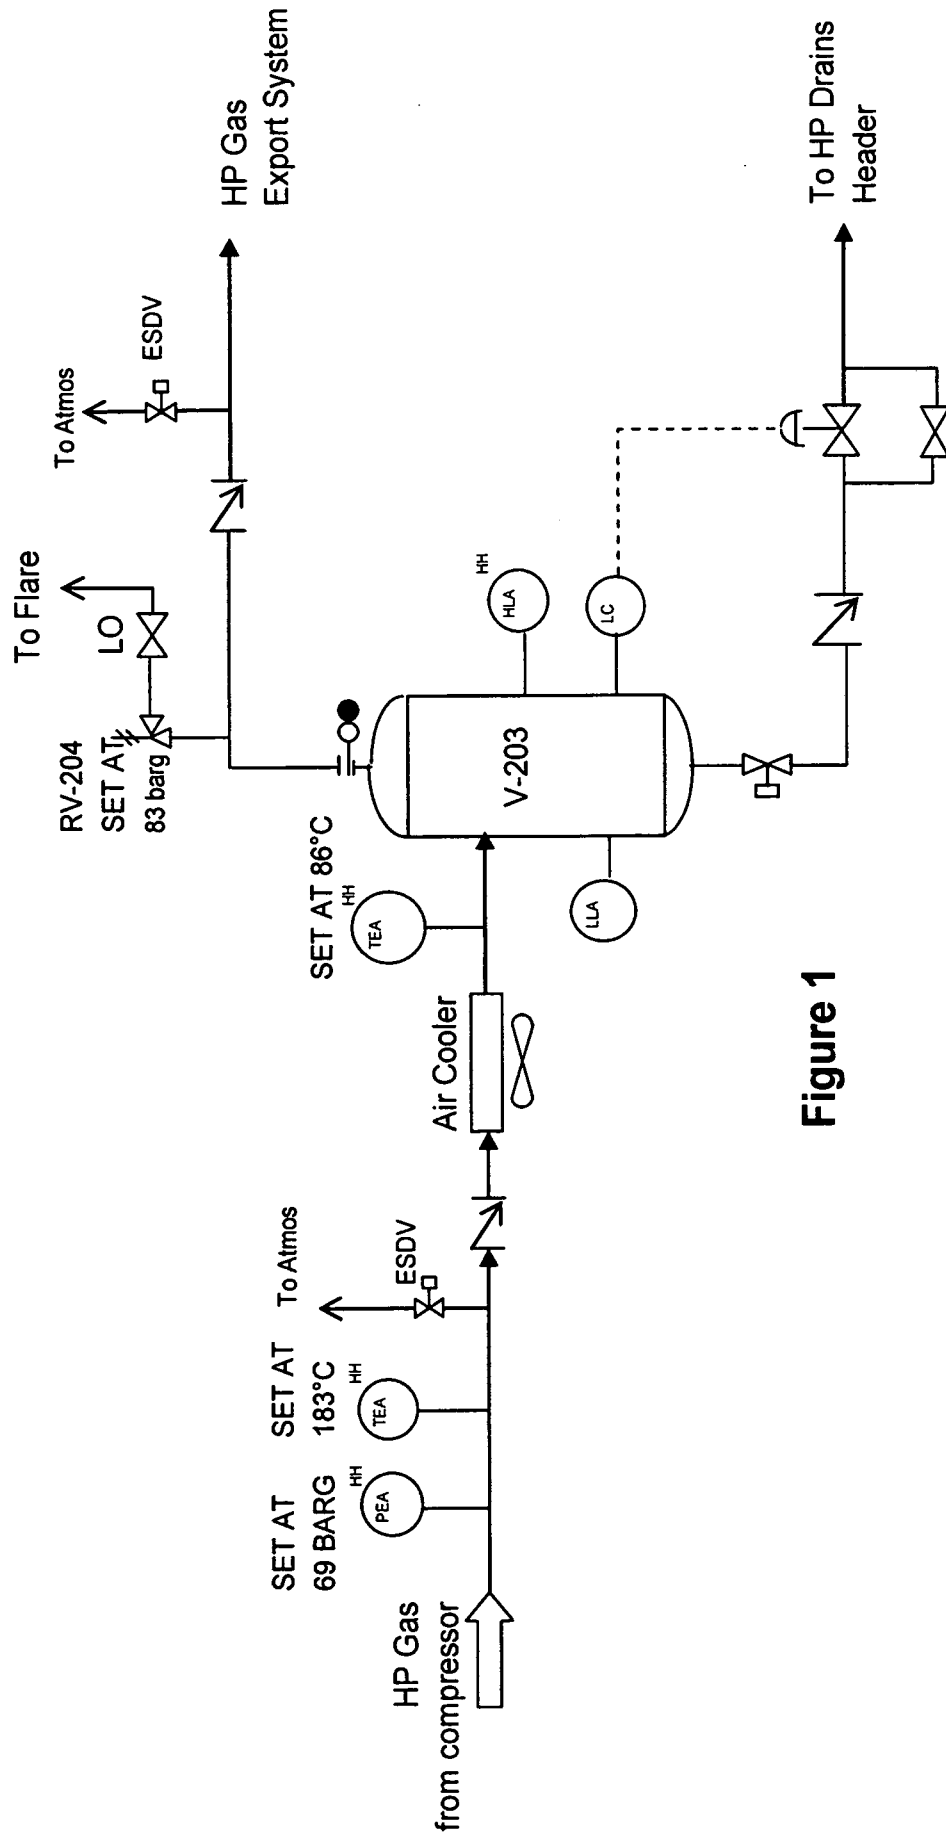 HP Gas
from compressor
SET AT
69 BARG
HH
PEA
SET AT
183°C
HH
TEA
To Atmos
ESDV
Air Cooler
SET AT 86°C
HH
TEA
LLA
V-203
HH
HLA
LC
RV-204
SET AT
83 barg
To Flare
LO
To Atmos
ESDV
HP Gas
Export System
To HP Drains
Header
Figure 1